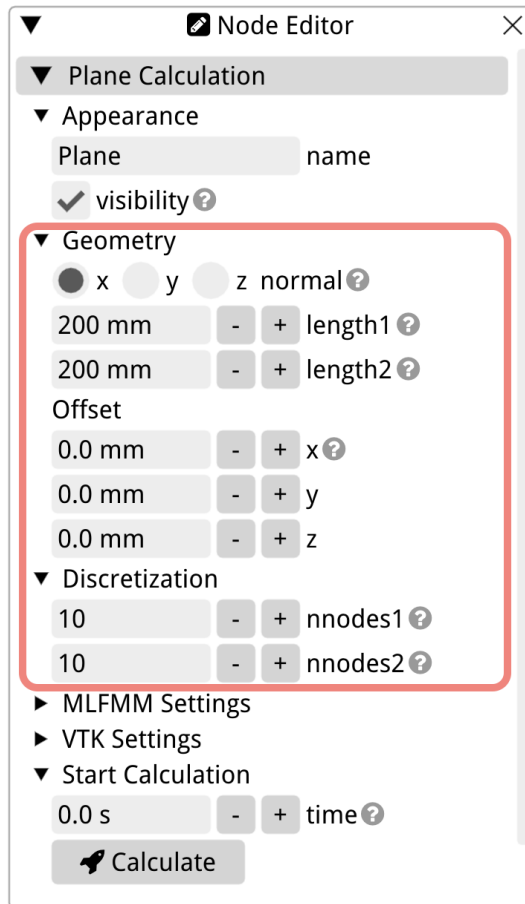 Node Editor
Plane Calculation
Appearance
Plane name
visibility ?
Geometry
x y z normal ?
200 mm - + length1 ?
200 mm - + length2 ?
Offset
0.0 mm - + x ?
0.0 mm - + y
0.0 mm - + z
Discretization
10 - + nnodes1 ?
10 - + nnodes2 ?
MLFMM Settings
VTK Settings
Start Calculation
0.0 s - + time ?
Calculate